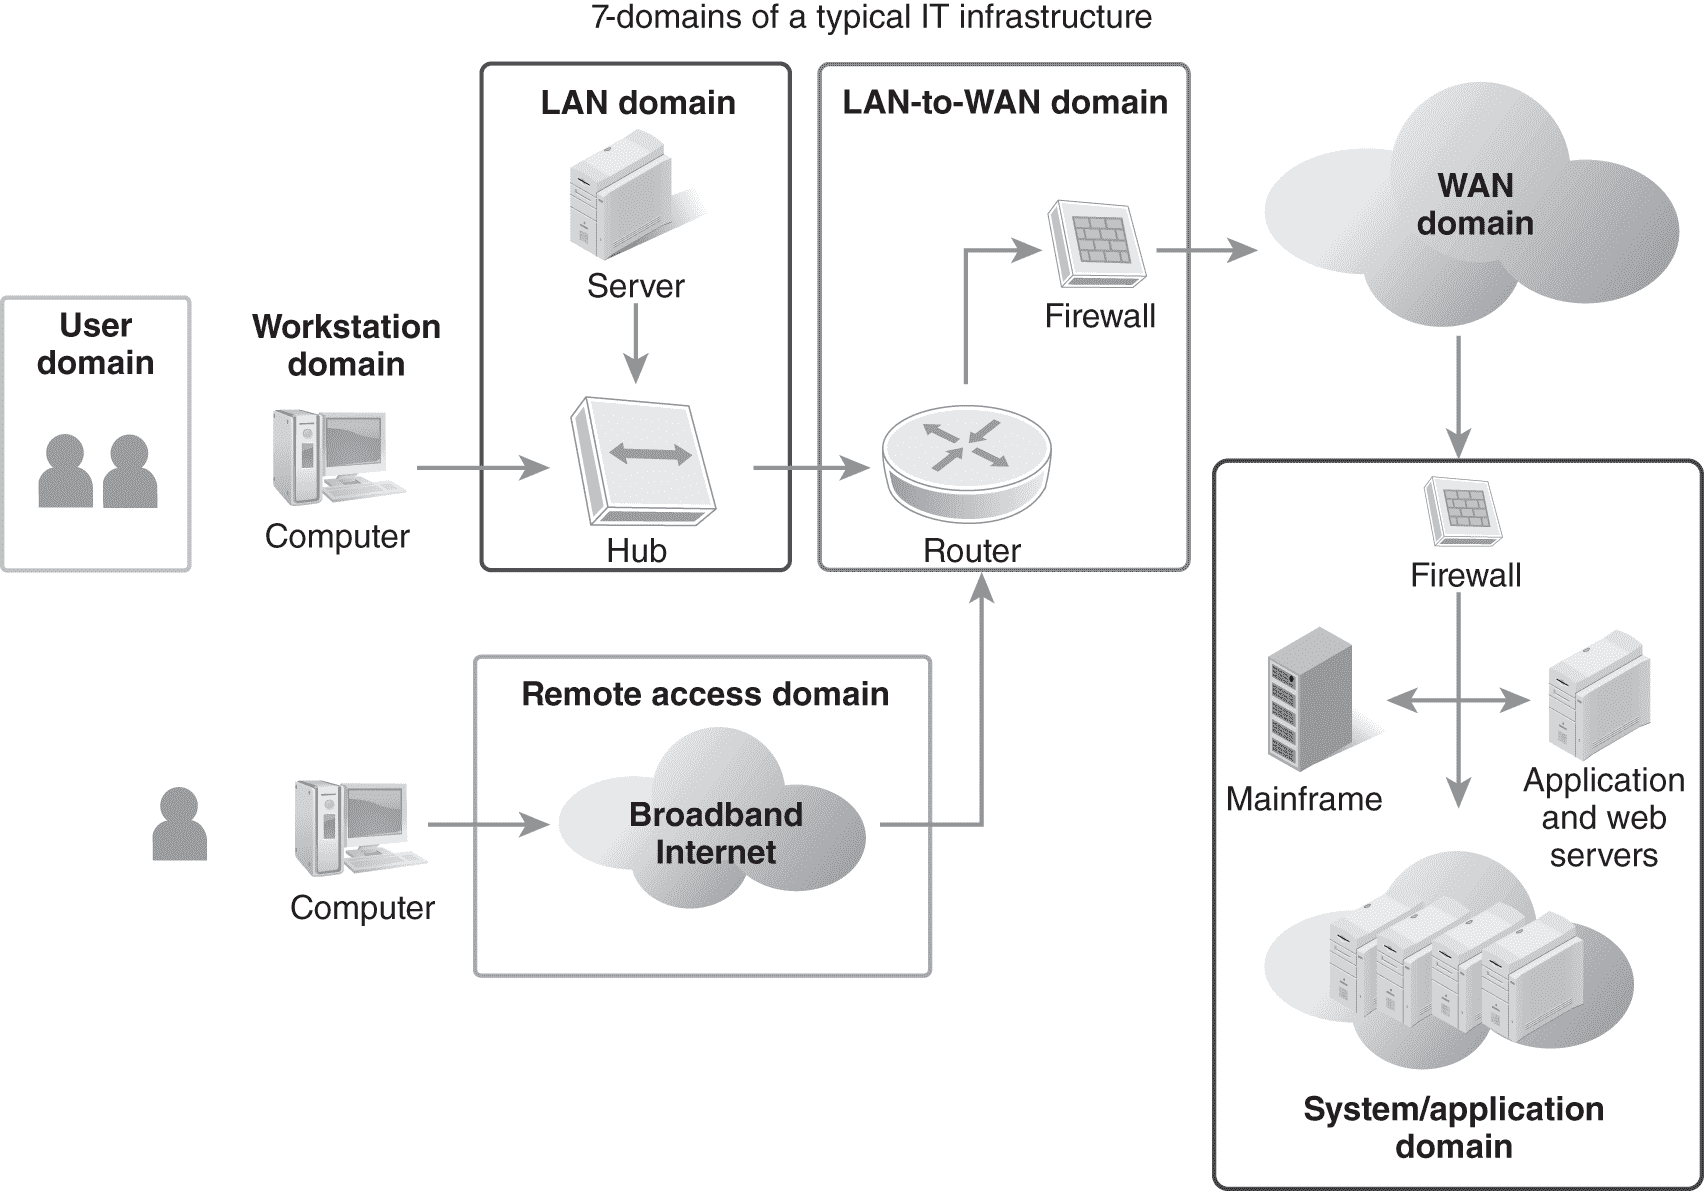 7-domains of a typical IT infrastructure
User
domain
Workstation
domain
Computer
LAN domain
Server
Hub
LAN-to-WAN domain
Firewall
Router
WAN
domain
Remote access domain
Broadband
Internet
Computer
Firewall
Mainframe
Application
and web
servers
System/application
domain